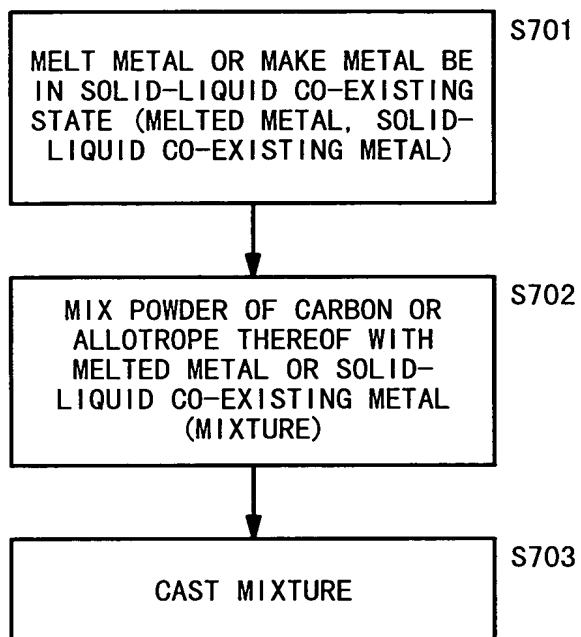 S701
MELT METAL OR MAKE METAL BE
IN SOLID-LIQUID CO-EXISTING
STATE (MELTED METAL, SOLID-
LIQUID CO-EXISTING METAL)
S702
MIX POWDER OF CARBON OR
ALLOTROPE THEREOF WITH
MELTED METAL OR SOLID-
LIQUID CO-EXISTING METAL
(MIXTURE)
S703
CAST MIXTURE